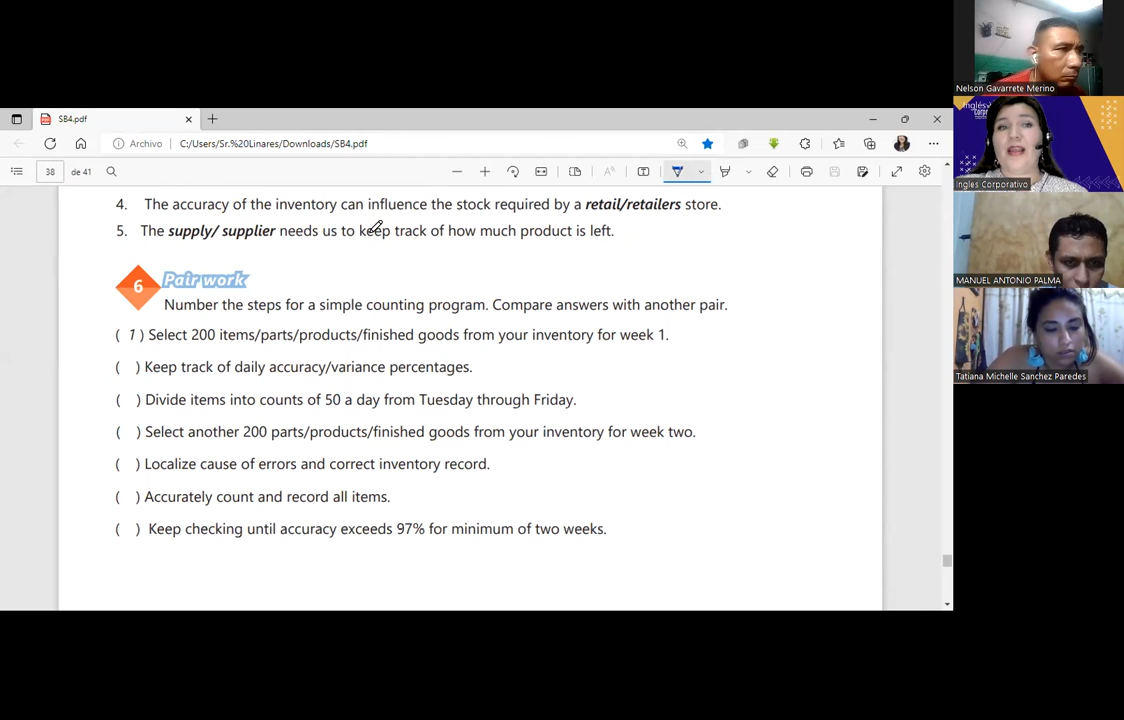 SB4.pdf
Archivo
C:/Users/Sr.%20Linares/Downloads/SB4.pdf
38
de 41
4. The accuracy of the inventory can influence the stock required by a retail/retailers store.
5. The supply/ supplier needs us to keep track of how much product is left.
6
Pair work
Number the steps for a simple counting program. Compare answers with another pair.
( 1 ) Select 200 items/parts/products/finished goods from your inventory for week 1.
( ) Keep track of daily accuracy/variance percentages.
( ) Divide items into counts of 50 a day from Tuesday through Friday.
( ) Select another 200 parts/products/finished goods from your inventory for week two.
( ) Localize cause of errors and correct inventory record.
( ) Accurately count and record all items.
( ) Keep checking until accuracy exceeds 97% for minimum of two weeks.
Nelson Gavarrete Merino
Ingles Corporativo
MANUEL ANTONIO PALMA
Tatiana Michelle Sanchez Paredes